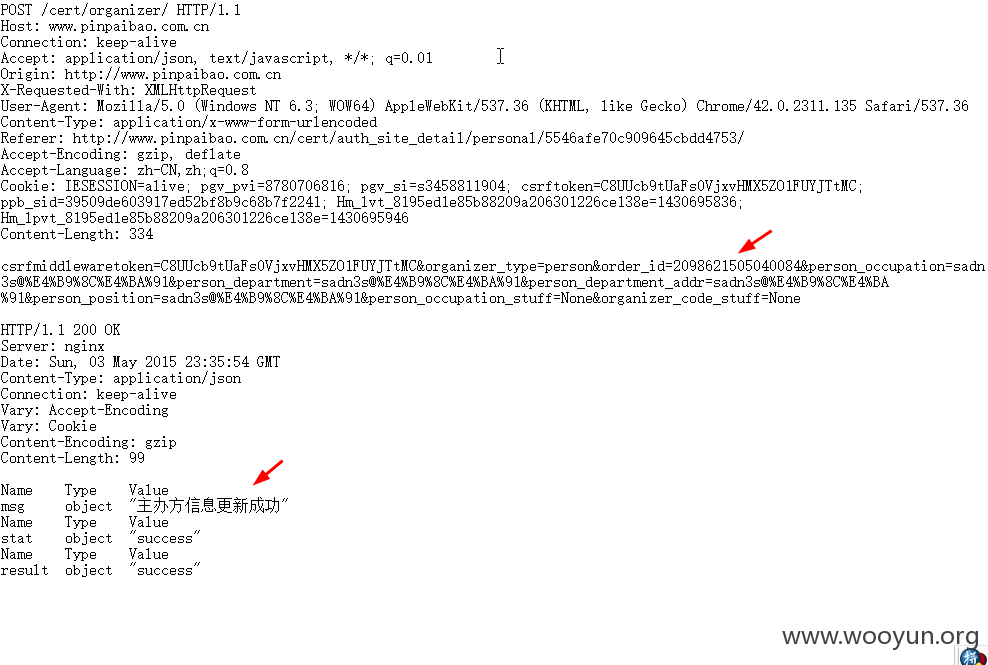 POST /cert/organizer/ HTTP/1.1
Host: www.pinpaibao.com.cn
Connection: keep-alive
Accept: application/json, text/javascript, */*; q=0.01
Origin: http://www.pinpaibao.com.cn
X-Requested-With: XMLHttpRequest
User-Agent: Mozilla/5.0 (Windows NT 6.3; WOW64) AppleWebKit/537.36 (KHTML, like Gecko) Chrome/42.0.2311.135 Safari/537.36
Content-Type: application/x-www-form-urlencoded
Referer: http://www.pinpaibao.com.cn/cert/auth_site_detail/personal/5546afe70c909645cbdd4753/
Accept-Encoding: gzip, deflate
Accept-Language: zh-CN,zh;q=0.8
Cookie: IESESSION=alive; pgv_pvi=8780706816; pgv_si=s3458811904; csrftoken=C8UUcb9tUaFs0VjxvHMX5ZO1FUYJTtMC;
ppb_sid=39509de603917ed52bf8b9c68b7f2241; Hm_lvt_8195ed1e85b88209a206301226ce138e=1430695836;
Hm_lpvt_8195ed1e85b88209a206301226ce138e=1430695946
Content-Length: 334
csrfmiddlewaretoken=C8UUcb9tUaFs0VjxvHMX5ZO1FUYJTtMC&organizer_type=person&order_id=2098621505040084&person_occupation=sadn
3s@%E4%B9%8C%E4%BA%91&person_department=sadn3s@%E4%B9%8C%E4%BA%91&person_department_addr=sadn3s@%E4%B9%8C%E4%BA
%91&person_position=sadn3s@%E4%B9%8C%E4%BA%91&person_occupation_stuff=None&organizer_code_stuff=None
HTTP/1.1 200 OK
Server: nginx
Date: Sun, 03 May 2015 23:35:54 GMT
Content-Type: application/json
Connection: keep-alive
Vary: Accept-Encoding
Vary: Cookie
Content-Encoding: gzip
Content-Length: 99
Name Type Value
msg object "主办方信息更新成功"
Name Type Value
stat object "success"
Name Type Value
result object "success"
www.wooyun.org